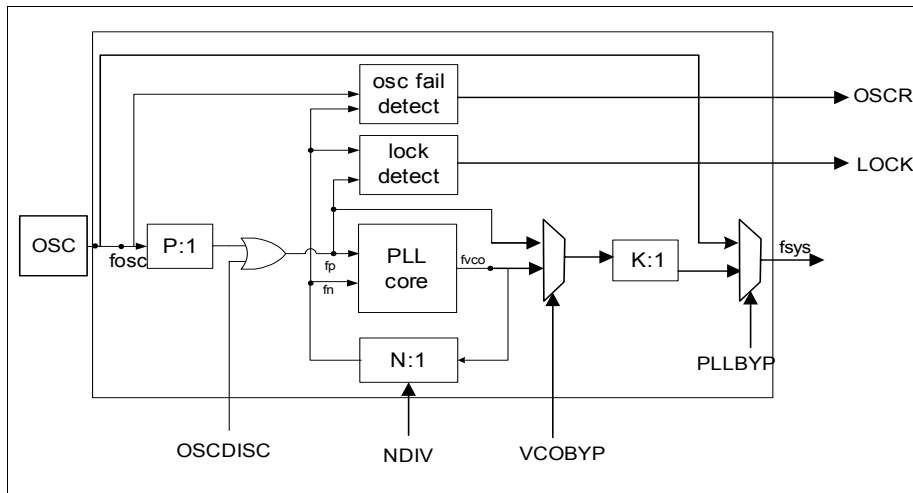 osc fail
detect
OSCR
lock
detect
LOCK
OSC
fosc
P:1
fp
fn
PLL
core
fvco
K:1
fsys
N:1
PLLBYP
OSCDISC
NDIV
VCOBYP